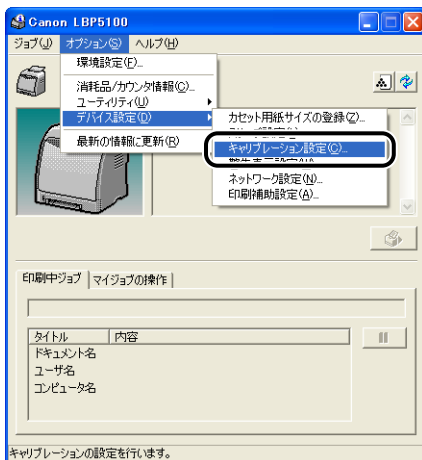 Canon LBP5100
ジョブ(J) オプション(S) ヘルプ(H)
環境設定(F)...
消耗品/カウンタ情報(C)...
ユーティリティ(U)
デバイス設定(D)
最新の情報に更新(R)
カセット用紙サイズの登録(Z)...
キャリブレーション設定(C)...
ネットワーク設定(N)...
印刷補助設定(A)...
印刷中ジョブ マイジョブの操作
タイトル 内容
ドキュメント名
ユーザ名
コンピュータ名
キャリブレーションの設定を行います。